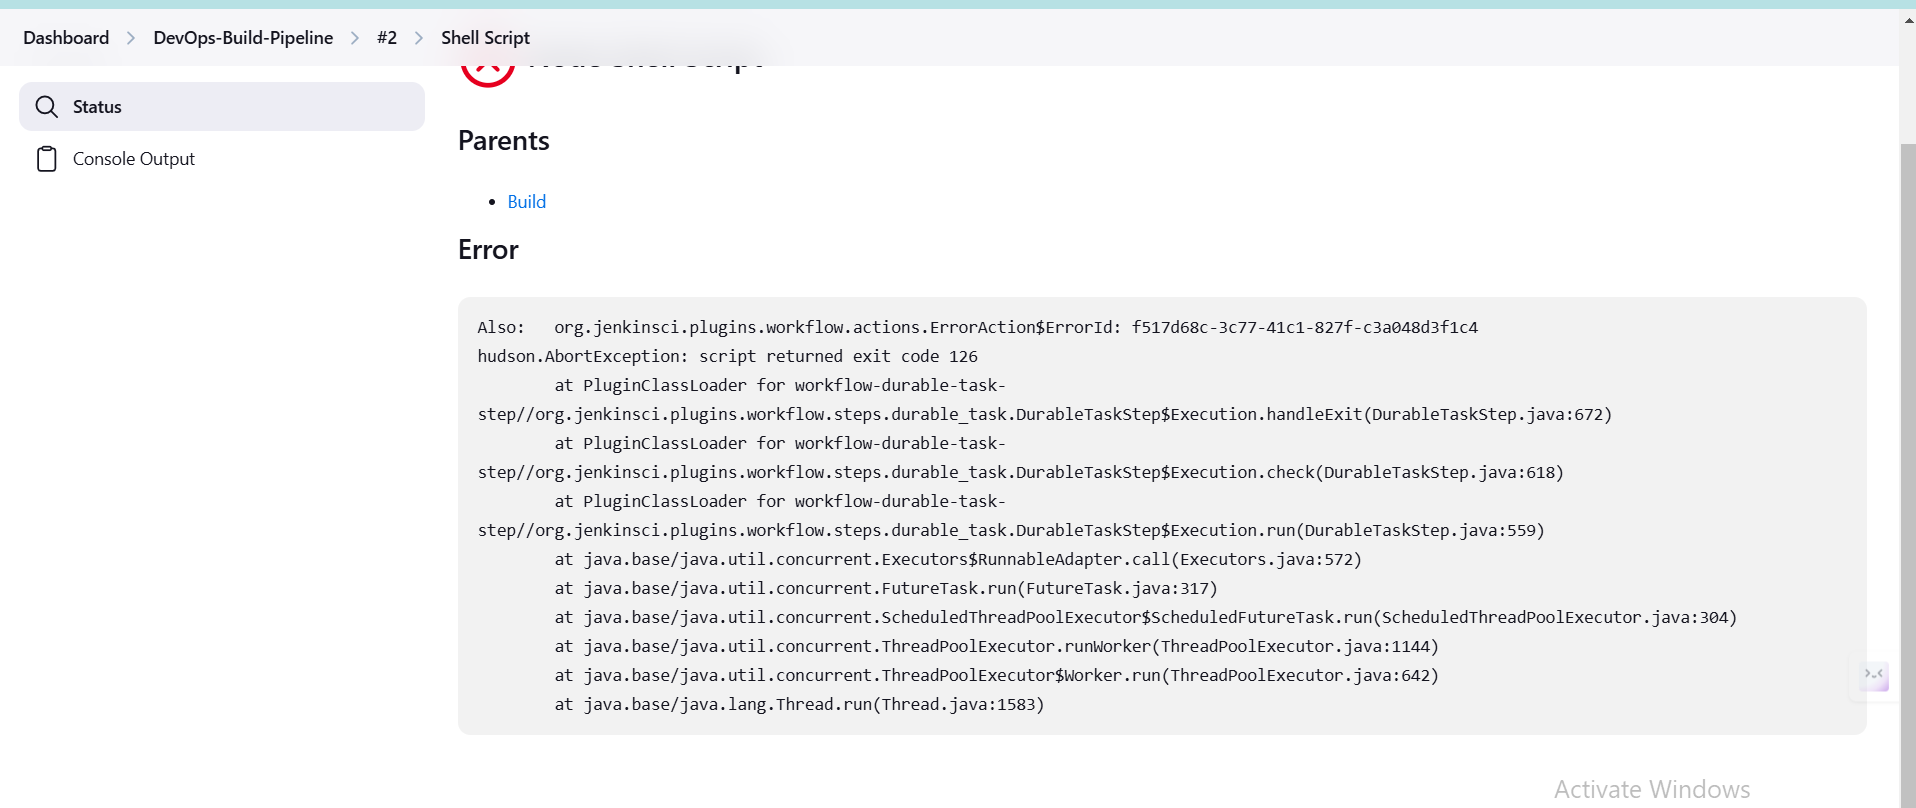 Dashboard > DevOps-Build-Pipeline > #2 > Shell Script
Status
Console Output
Parents
Build
Error
Also:   org.jenkinsci.plugins.workflow.actions.ErrorAction$ErrorId: f517d68c-3c77-41c1-827f-c3a048d3f1c4
hudson.AbortException: script returned exit code 126
        at PluginClassLoader for workflow-durable-task-
step//org.jenkinsci.plugins.workflow.steps.durable_task.DurableTaskStep$Execution.handleExit(DurableTaskStep.java:672)
        at PluginClassLoader for workflow-durable-task-
step//org.jenkinsci.plugins.workflow.steps.durable_task.DurableTaskStep$Execution.check(DurableTaskStep.java:618)
        at PluginClassLoader for workflow-durable-task-
step//org.jenkinsci.plugins.workflow.steps.durable_task.DurableTaskStep$Execution.run(DurableTaskStep.java:559)
        at java.base/java.util.concurrent.Executors$RunnableAdapter.call(Executors.java:572)
        at java.base/java.util.concurrent.FutureTask.run(FutureTask.java:317)
        at java.base/java.util.concurrent.ScheduledThreadPoolExecutor$ScheduledFutureTask.run(ScheduledThreadPoolExecutor.java:304)
        at java.base/java.util.concurrent.ThreadPoolExecutor.runWorker(ThreadPoolExecutor.java:1144)
        at java.base/java.util.concurrent.ThreadPoolExecutor$Worker.run(ThreadPoolExecutor.java:642)
        at java.base/java.lang.Thread.run(Thread.java:1583)
Activate Windows